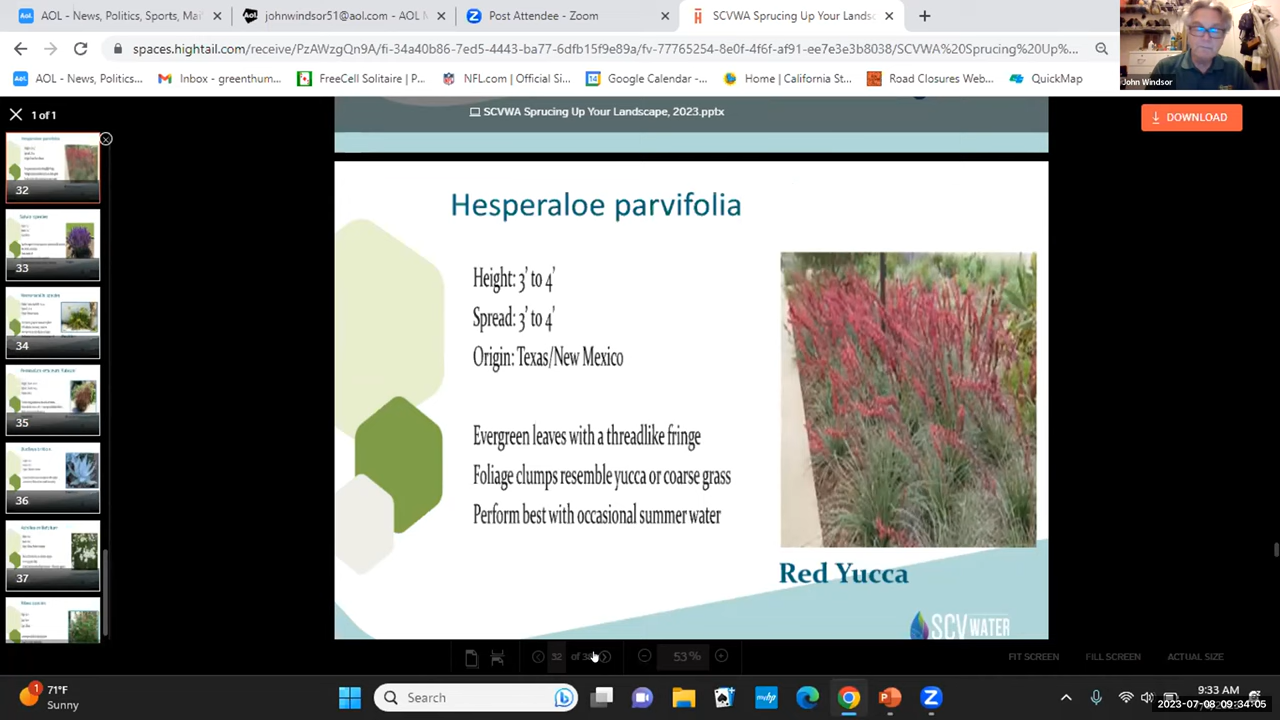 AOL - News, Politics, Sports, Ma
johnwindsor51@aol.com - AOL
Post Attendee - Zoom
SCVWA Sprucing Up Your Landsc
spaces.hightail.com/receive/PzAWzgQn9A/fi-34a40b86-7ed5-4443-ba77-6dfb15f9e89a/fv-77765254-8e0f-4f6f-af91-ee7e3e3b8038/SCVWA%20Sprucing%20Up%...
AOL - News, Politics...
Inbox - greenthum...
FreeCell Solitaire | P...
NFL.com | Official Si...
Google Calendar -...
Home | California St...
Road Closures Web...
QuickMap
John Windsor
1 of 1
SCVWA Sprucing Up Your Landscape, 2023.pptx
DOWNLOAD
32
33
34
35
36
37
Hesperaloe parvifolia
Height: 3' to 4'
Spread: 3' to 4'
Origin: Texas/New Mexico
Evergreen leaves with a threadlike fringe
Foliage clumps resemble yucca or coarse grass
Perform best with occasional summer water
Red Yucca
SCVWATER
32 of
53 %
FIT SCREEN
FILL SCREEN
ACTUAL SIZE
1
71°F
Sunny
Search
9:33 AM
2023-07-08 09:34:05